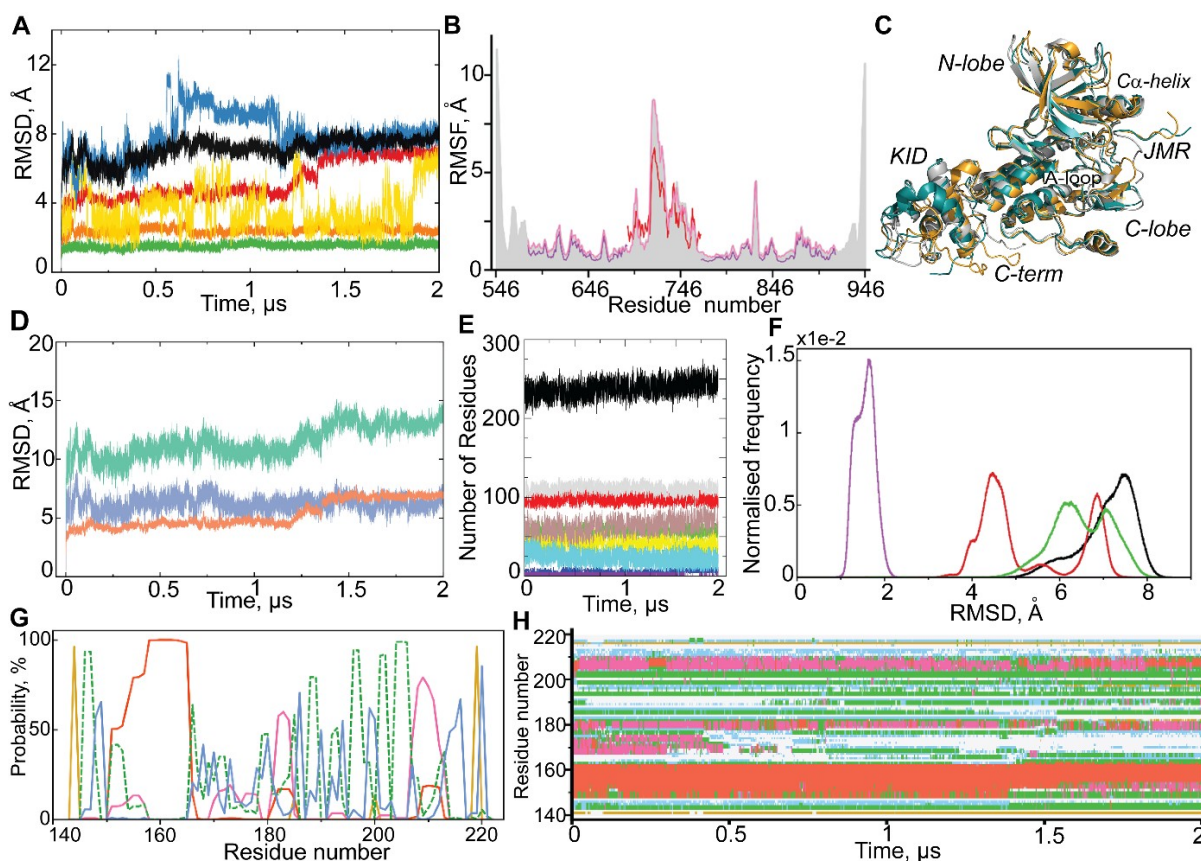 A
RMSD, Å
12
8
4
0
0 0.5 1 1.5 2
Time, µs
B
RMSF, Å
10
5
0
546 646 746 846 946
Residue number
C
N-lobe
Cα-helix
KID
JMR
A-loop
C-lobe
C-term
D
RMSD, Å
20
15
10
5
0
0 0.5 1 1.5 2
Time, µs
E
Number of Residues
300
200
100
0
0 1 2
Time, µs
F
x1e-2
Normalised frequency
1.5
1
0.5
0
0 2 4 6 8
RMSD, Å
G
Probability, %
100
50
0
140 160 180 200 220
Residue number
H
Residue number
220
200
180
160
140
0 0.5 1 1.5 2
Time, µs